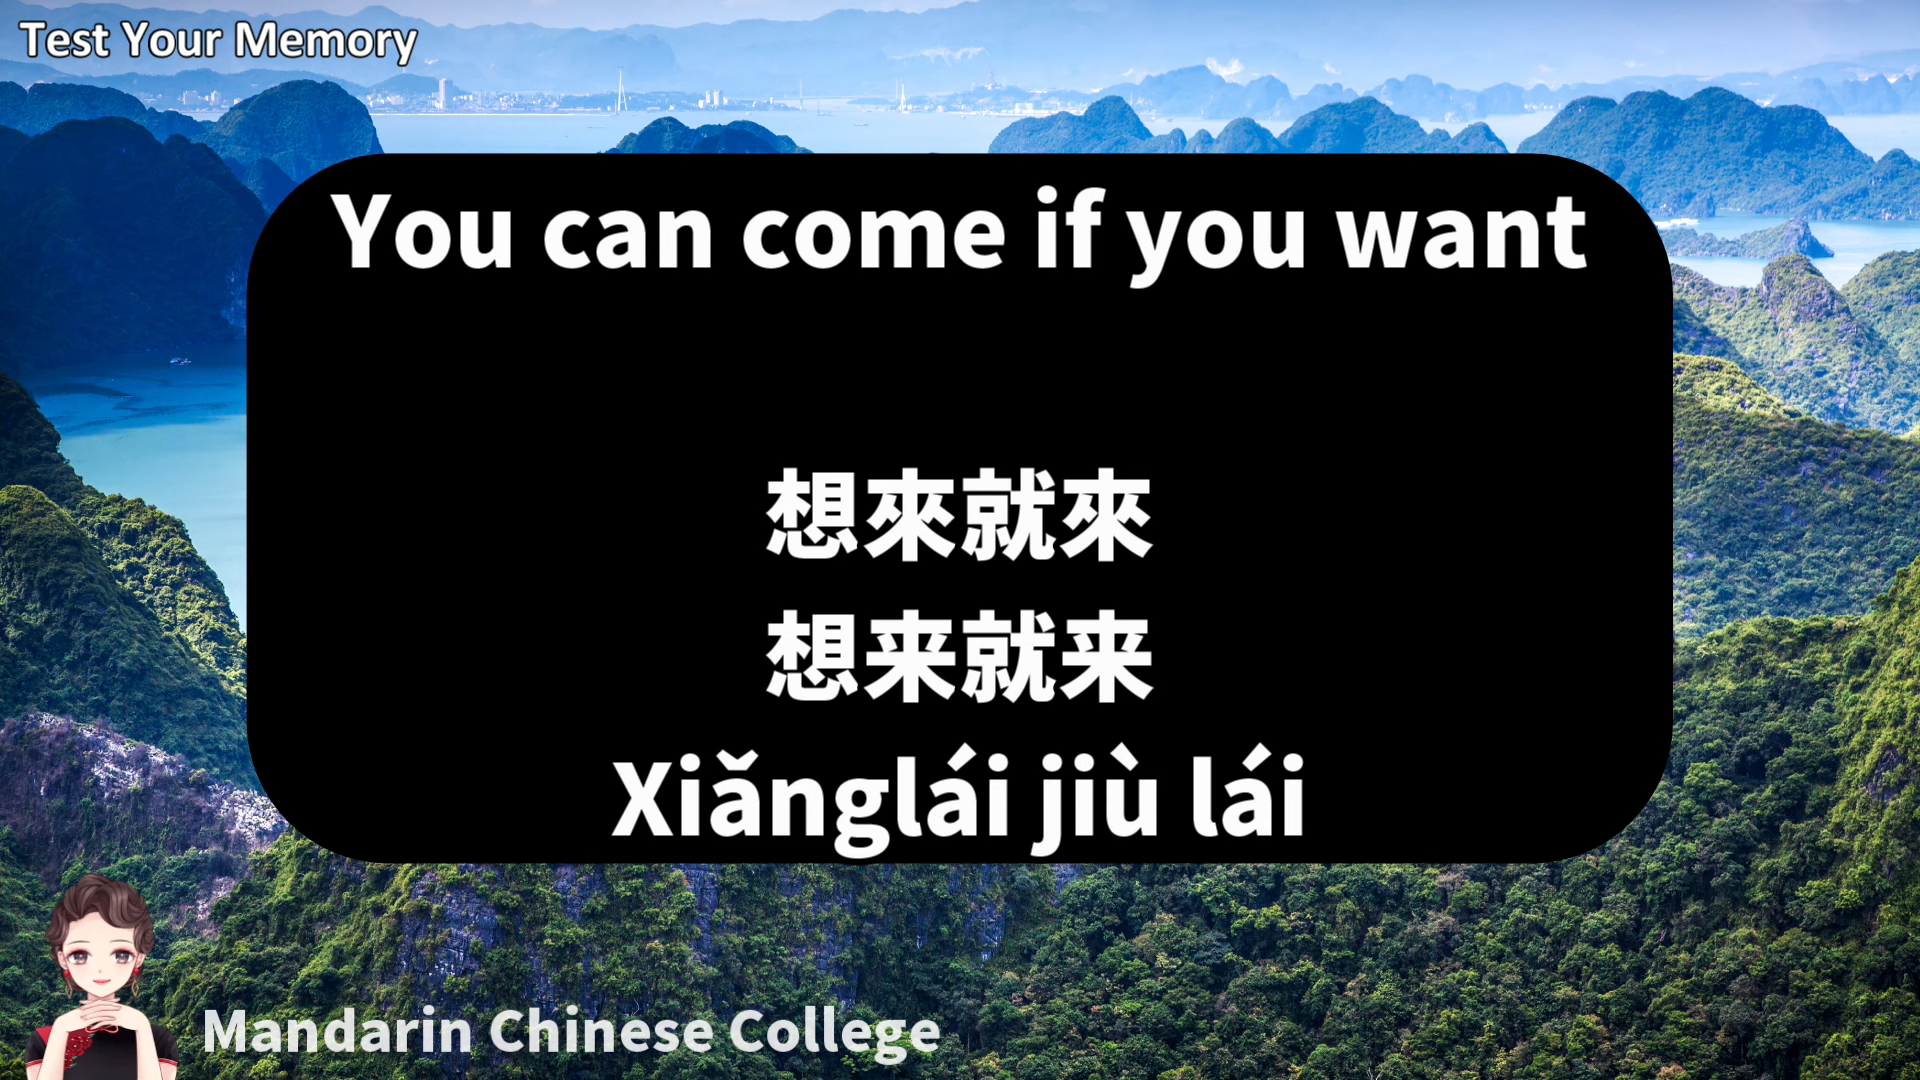 Test Your Memory
You can come if you want
想來就來
想来就来
Xiǎnglái jiù lái
Mandarin Chinese College